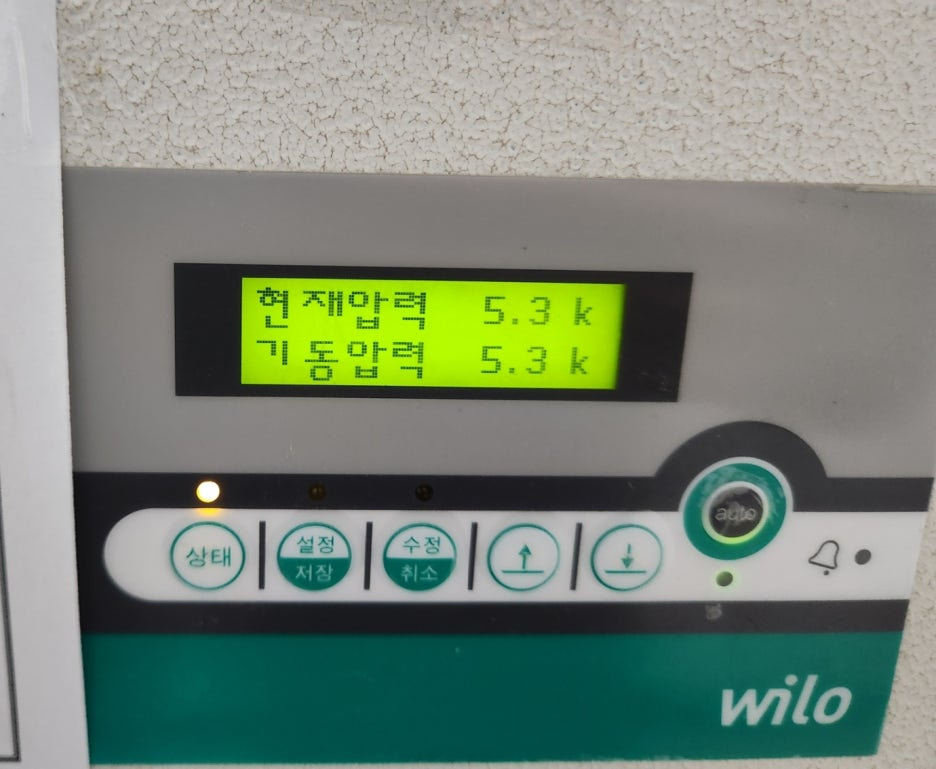 현재압력 5.3 k
기동압력 5.3 k
상태
설정
저장
수정
취소
auto
wilo